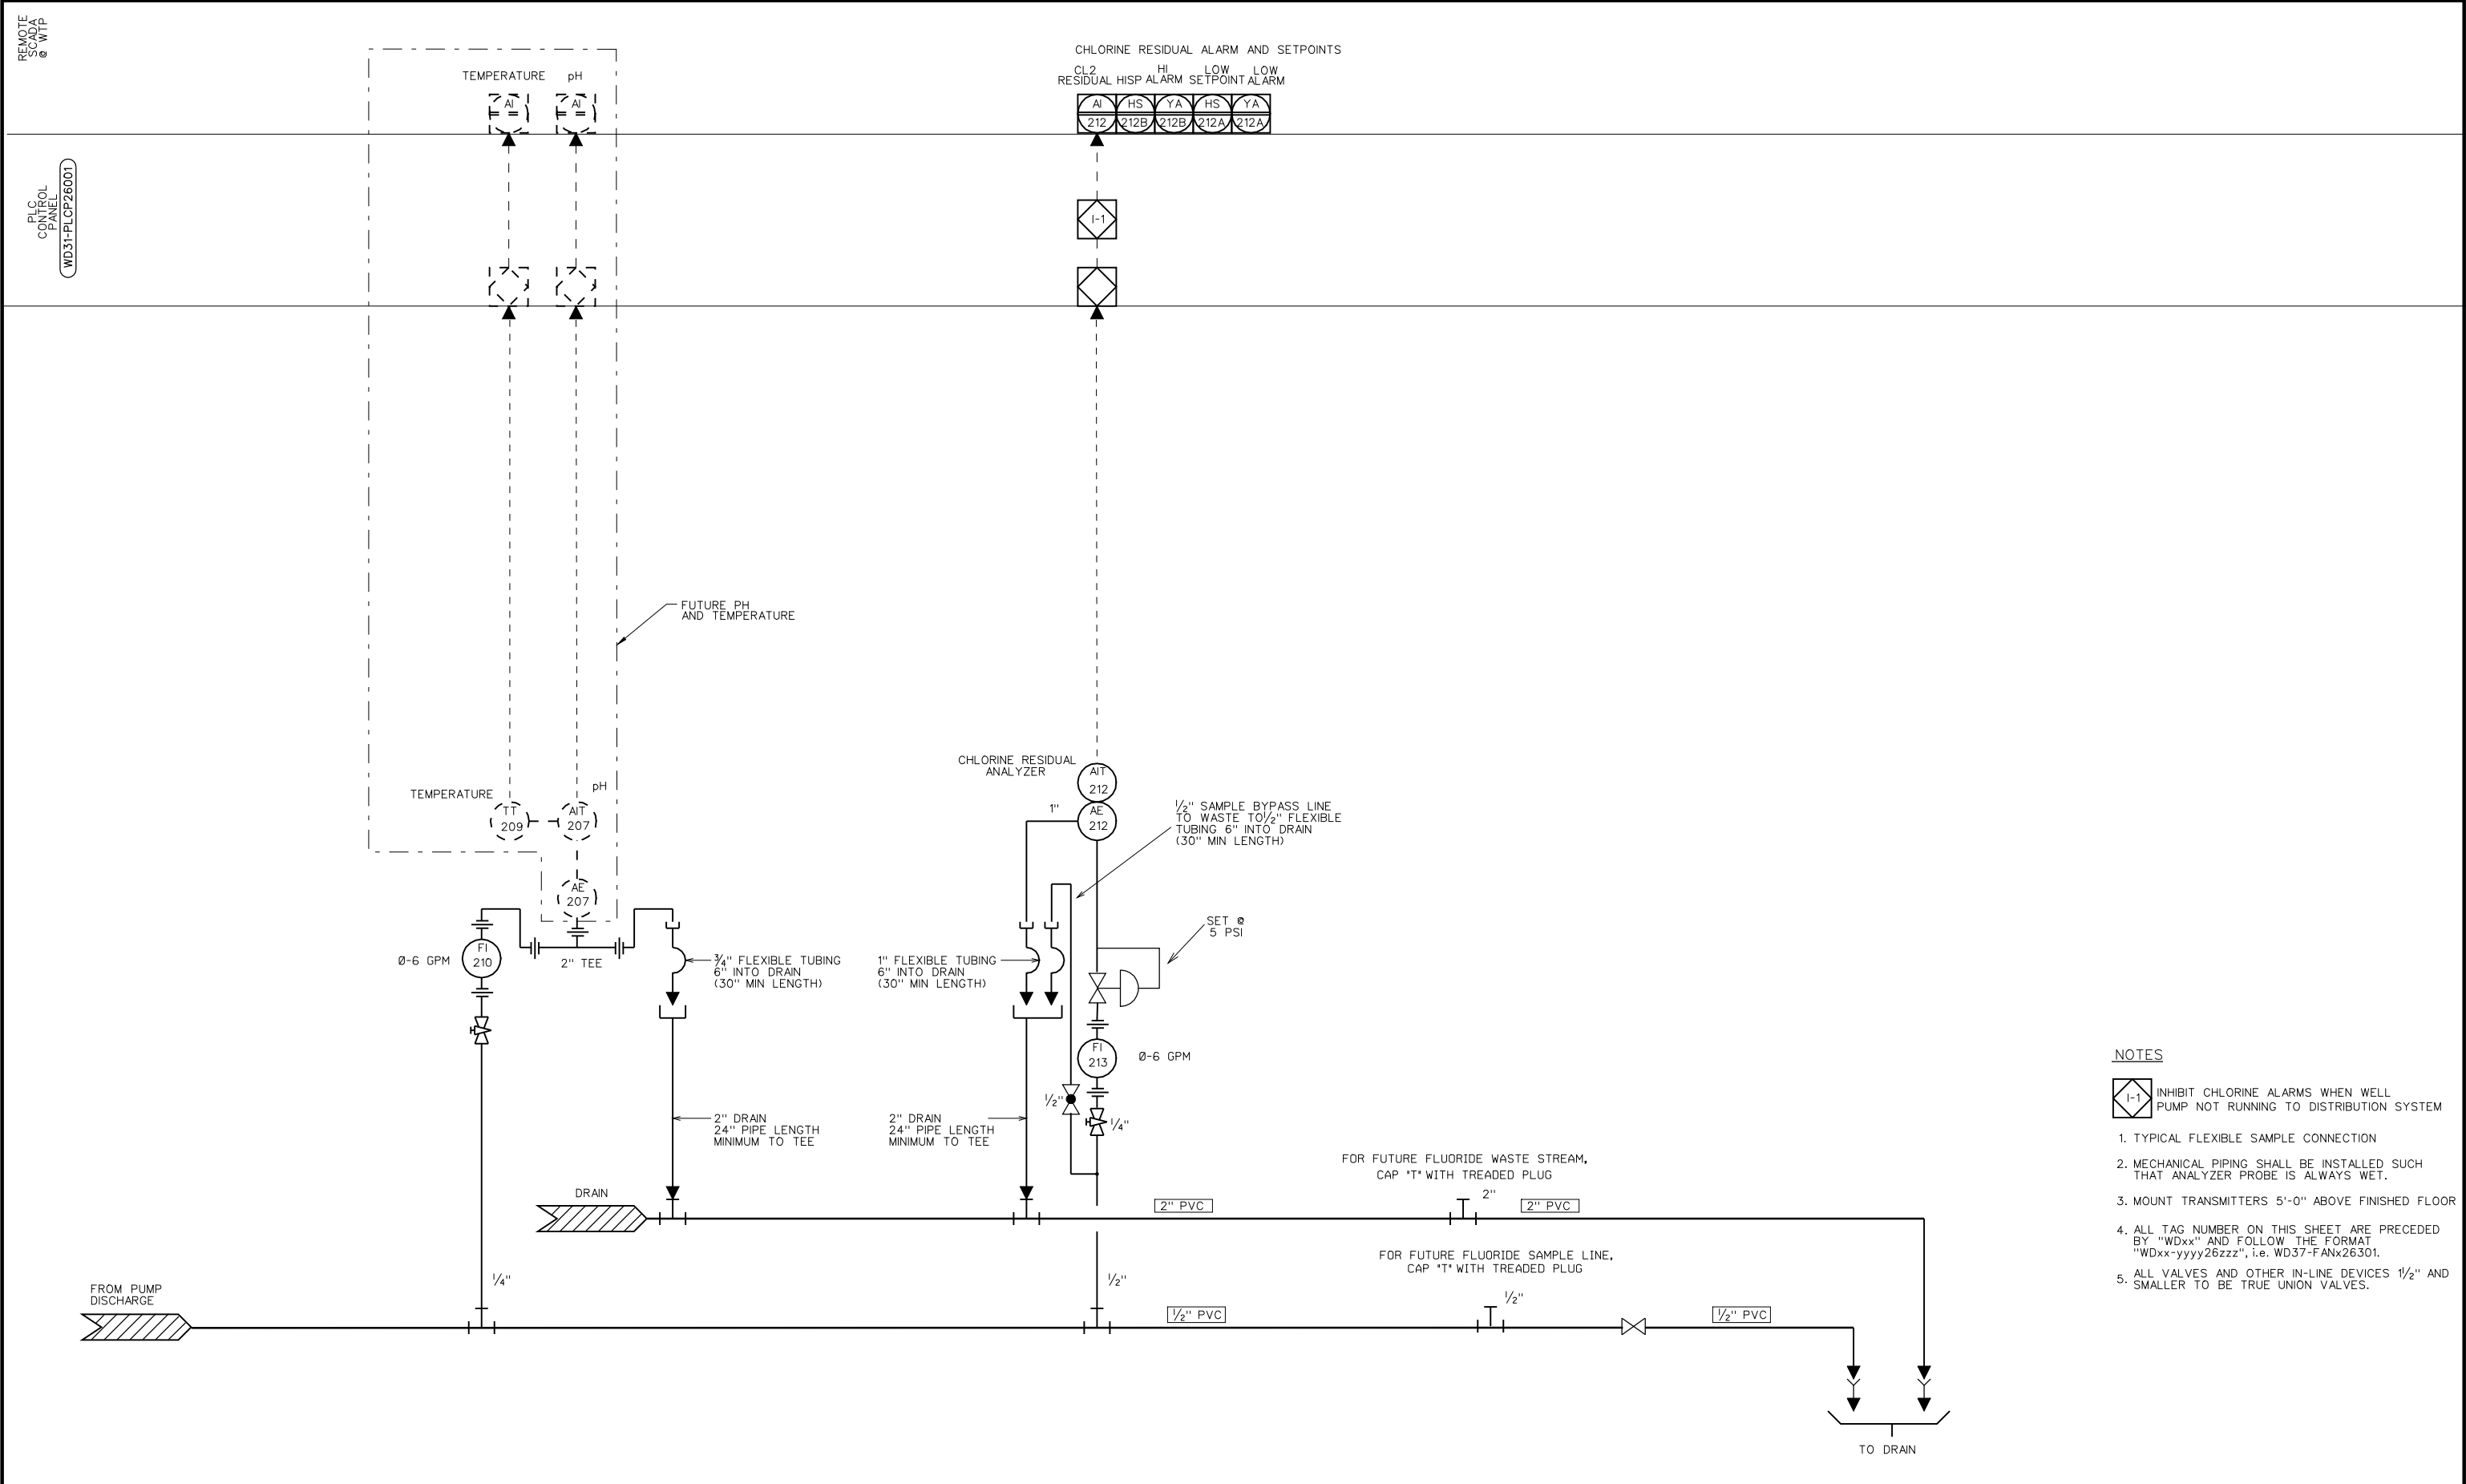 REMOTE
SCADA
@ WTP
PLC
CONTROL
PANEL
WD31-PLCP26001
TEMPERATURE pH
AI AI
CHLORINE RESIDUAL ALARM AND SETPOINTS
CL2 HI LOW LOW
RESIDUAL HISP ALARM SETPOINT ALARM
AI HS YA HS YA
212 212B 212B 212A 212A
I-1
FUTURE PH
AND TEMPERATURE
TEMPERATURE
pH
TT
209
AIT
207
AE
207
CHLORINE RESIDUAL
ANALYZER
AIT
212
AE
212
1"
1/2" SAMPLE BYPASS LINE
TO WASTE TO 1/2" FLEXIBLE
TUBING 6" INTO DRAIN
(30" MIN LENGTH)
SET @
5 PSI
Ø-6 GPM
FI
210
2" TEE
3/4" FLEXIBLE TUBING
6" INTO DRAIN
(30" MIN LENGTH)
1" FLEXIBLE TUBING
6" INTO DRAIN
(30" MIN LENGTH)
FI
213
Ø-6 GPM
1/2"
1/4"
2" DRAIN
24" PIPE LENGTH
MINIMUM TO TEE
2" DRAIN
24" PIPE LENGTH
MINIMUM TO TEE
DRAIN
2" PVC
FOR FUTURE FLUORIDE WASTE STREAM,
CAP "T" WITH TREADED PLUG
2"
2" PVC
FROM PUMP
DISCHARGE
1/4"
1/2"
1/2" PVC
FOR FUTURE FLUORIDE SAMPLE LINE,
CAP "T" WITH TREADED PLUG
1/2"
1/2" PVC
TO DRAIN
NOTES
I-1
INHIBIT CHLORINE ALARMS WHEN WELL
PUMP NOT RUNNING TO DISTRIBUTION SYSTEM
1. TYPICAL FLEXIBLE SAMPLE CONNECTION
2. MECHANICAL PIPING SHALL BE INSTALLED SUCH
THAT ANALYZER PROBE IS ALWAYS WET.
3. MOUNT TRANSMITTERS 5'-0" ABOVE FINISHED FLOOR
4. ALL TAG NUMBER ON THIS SHEET ARE PRECEDED
BY "WDxx" AND FOLLOW THE FORMAT
"WDxx-yyyy26zzz", i.e. WD37-FANx26301.
5. ALL VALVES AND OTHER IN-LINE DEVICES 1 1/2" AND
SMALLER TO BE TRUE UNION VALVES.